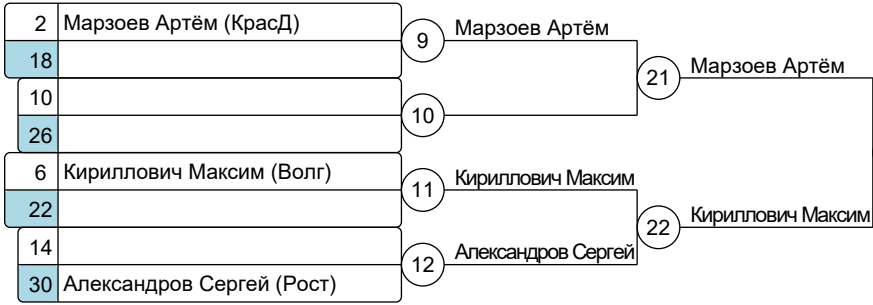 2 Марзоев Артём (КрасД)
18
9 Марзоев Артём
10
26
10
21 Марзоев Артём
6 Кириллович Максим (Волг)
22
11 Кириллович Максим
14
30 Александров Сергей (Рост)
12 Александров Сергей
22 Кириллович Максим